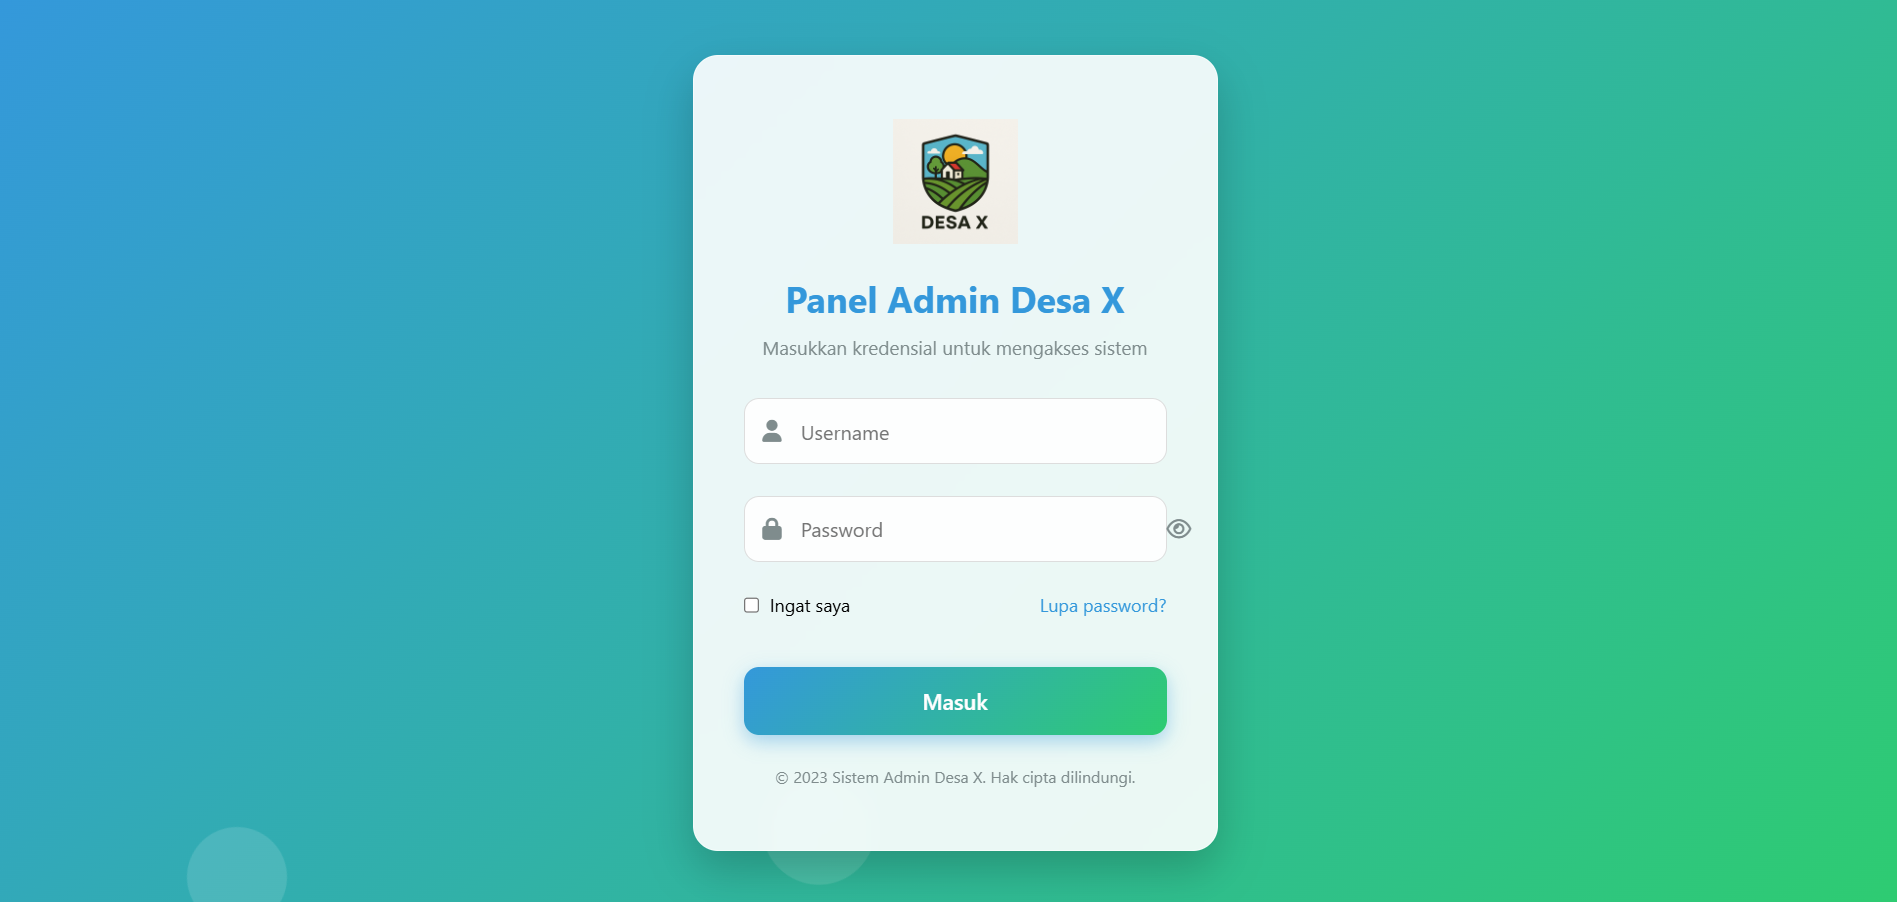 DESA X
Panel Admin Desa X
Masukkan kredensial untuk mengakses sistem
Username
Password
Ingat saya
Lupa password?
Masuk
© 2023 Sistem Admin Desa X. Hak cipta dilindungi.